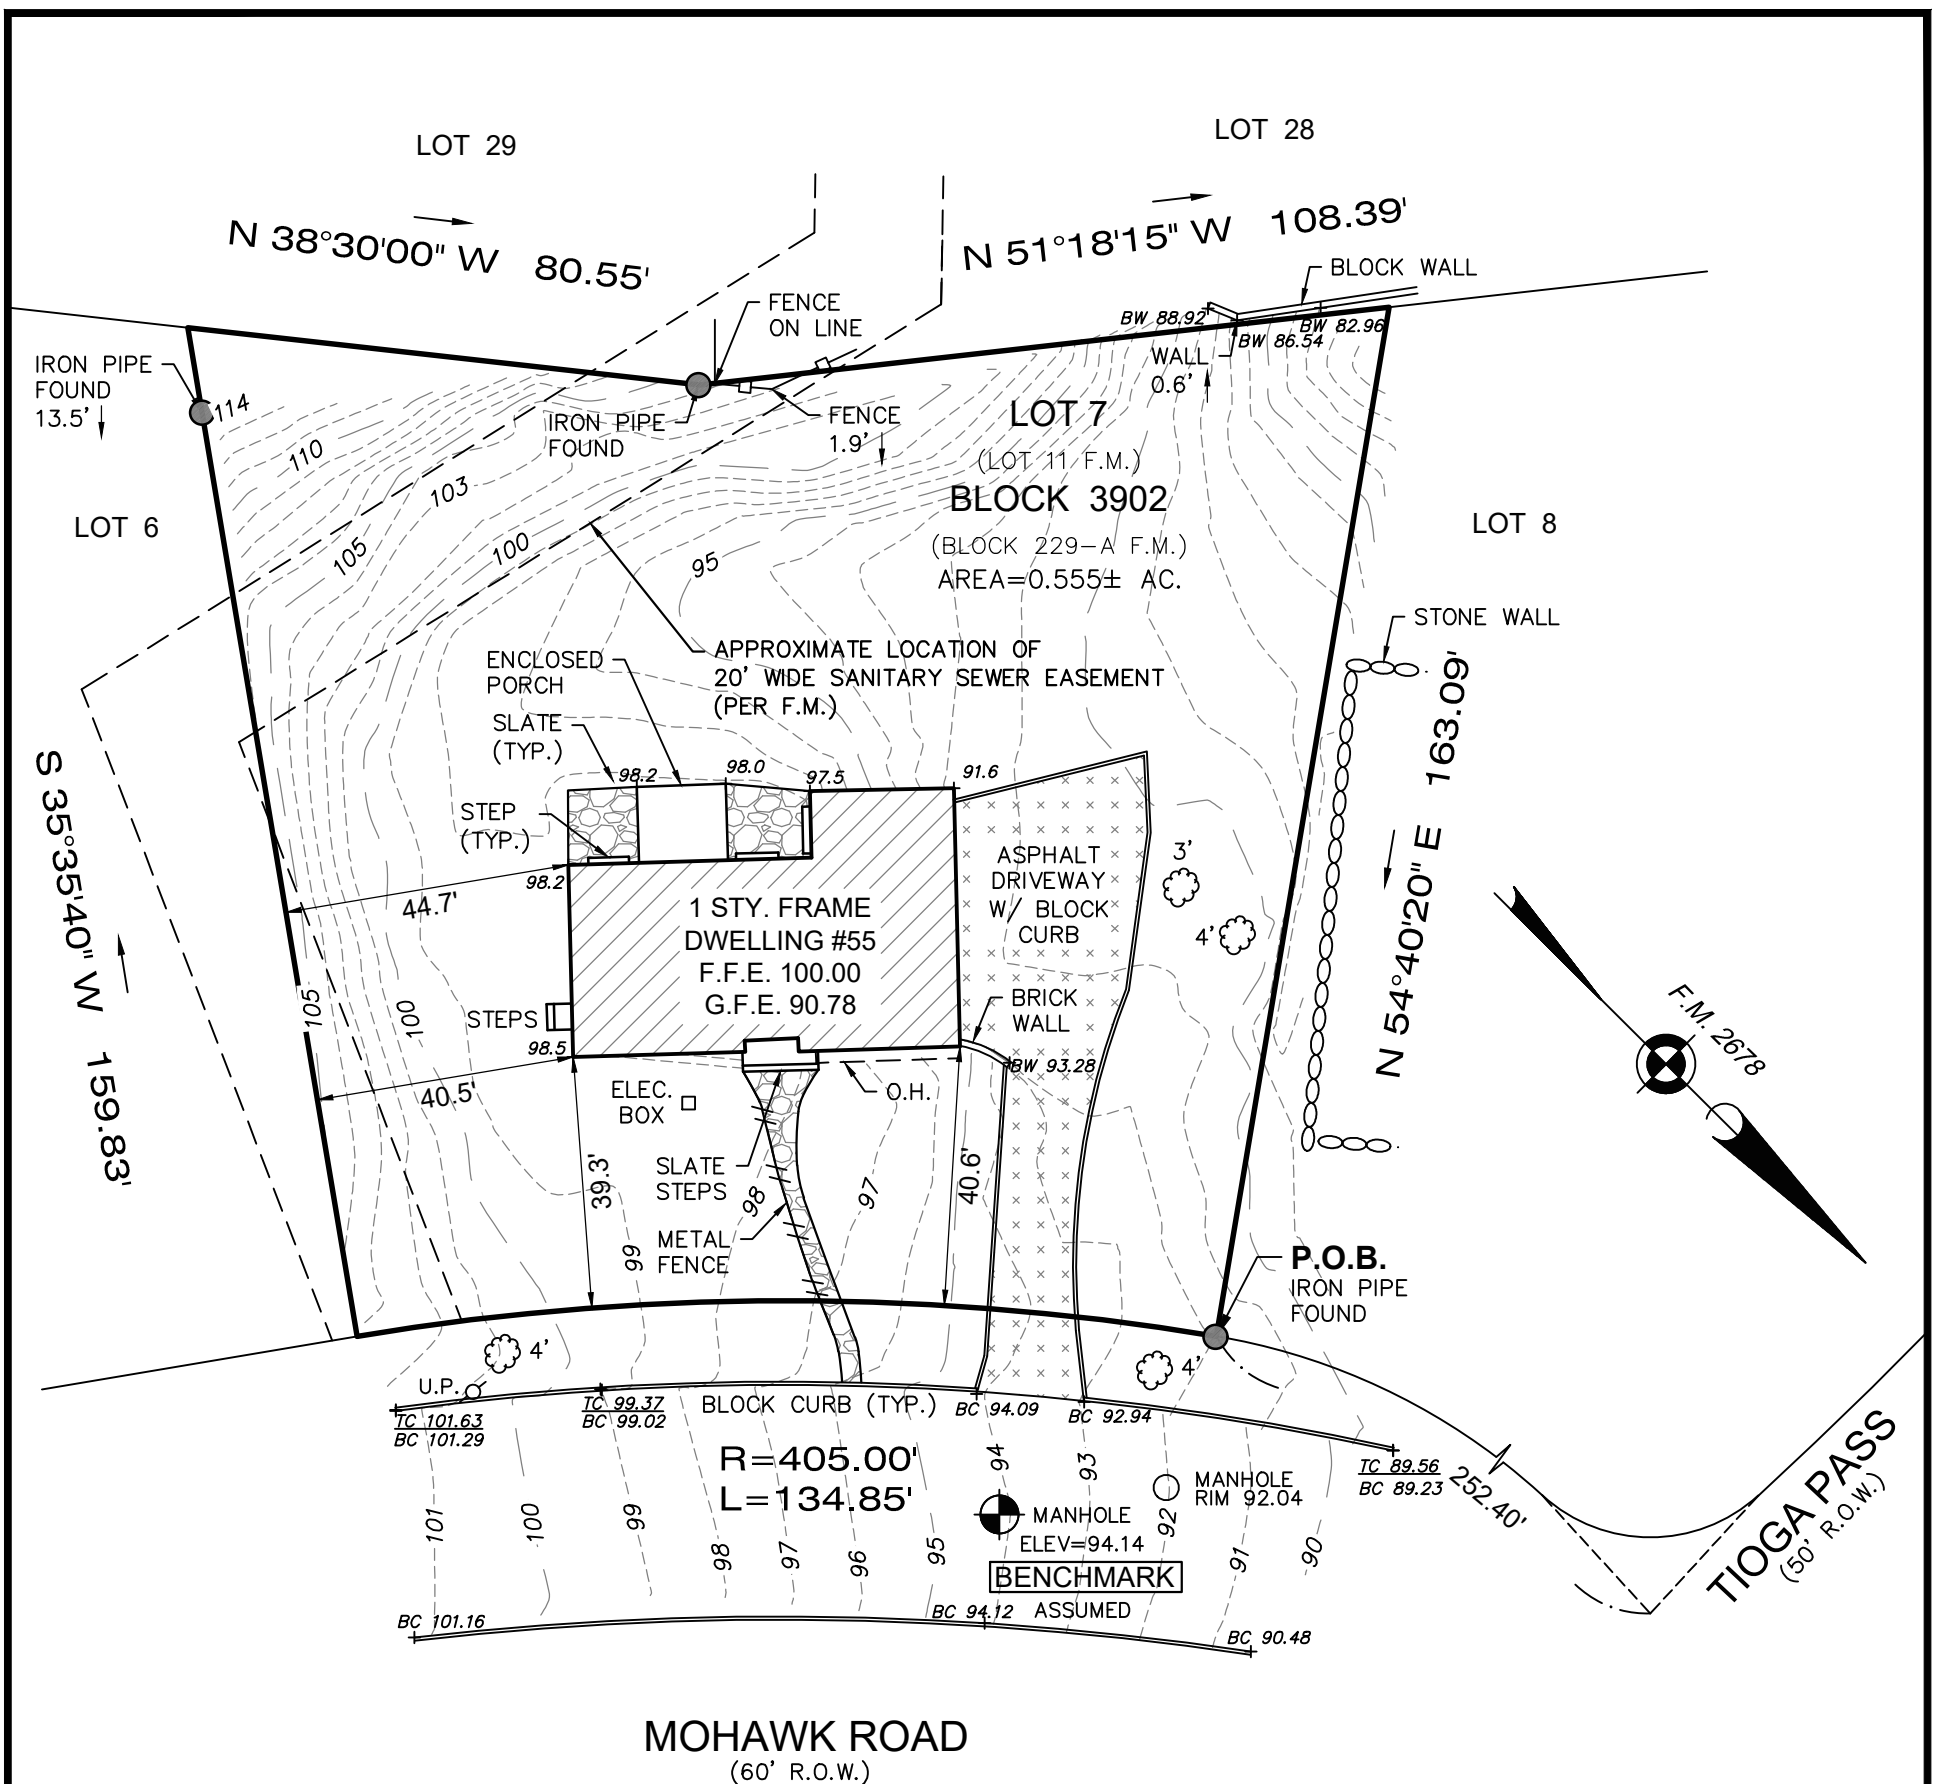 LOT 29
LOT 28
N 38°30'00" W 80.55'
N 51°18'15" W 108.39'
BLOCK WALL
FENCE
ON LINE
BW 88.92
BW 82.96
BW 86.54
WALL
0.6'
IRON PIPE
FOUND
13.5'
114
IRON PIPE
FOUND
FENCE
1.9'
LOT 7
(LOT 11 F.M.)
BLOCK 3902
(BLOCK 229-A F.M.)
AREA=0.555± AC.
110
103
105
100
95
LOT 6
LOT 8
STONE WALL
APPROXIMATE LOCATION OF
20' WIDE SANITARY SEWER EASEMENT
(PER F.M.)
ENCLOSED
PORCH
SLATE
(TYP.)
98.2
98.0
97.5
91.6
STEP
(TYP.)
98.2
44.7'
1 STY. FRAME
DWELLING #55
F.F.E. 100.00
G.F.E. 90.78
ASPHALT
DRIVEWAY
W/ BLOCK
CURB
3'
4'
S 35°35'40" W 159.83'
N 54°40'20" E 163.09'
F.M. 2678
105
100
STEPS
98.5
BRICK
WALL
BW 93.28
40.5'
ELEC.
BOX
O.H.
39.3'
SLATE
STEPS
98
97
40.6'
99
METAL
FENCE
P.O.B.
IRON PIPE
FOUND
4'
4'
U.P.
TC 101.63
BC 101.29
TC 99.37
BC 99.02
BLOCK CURB (TYP.)
BC 94.09
BC 92.94
TC 89.56
BC 89.23
252.40'
R=405.00'
L=134.85'
101
100
99
98
97
96
95
94
93
92
91
90
MANHOLE
RIM 92.04
MANHOLE
ELEV=94.14
BENCHMARK
ASSUMED
BC 101.16
BC 94.12
BC 90.48
TIOGA PASS
(50' R.O.W.)
MOHAWK ROAD
(60' R.O.W.)